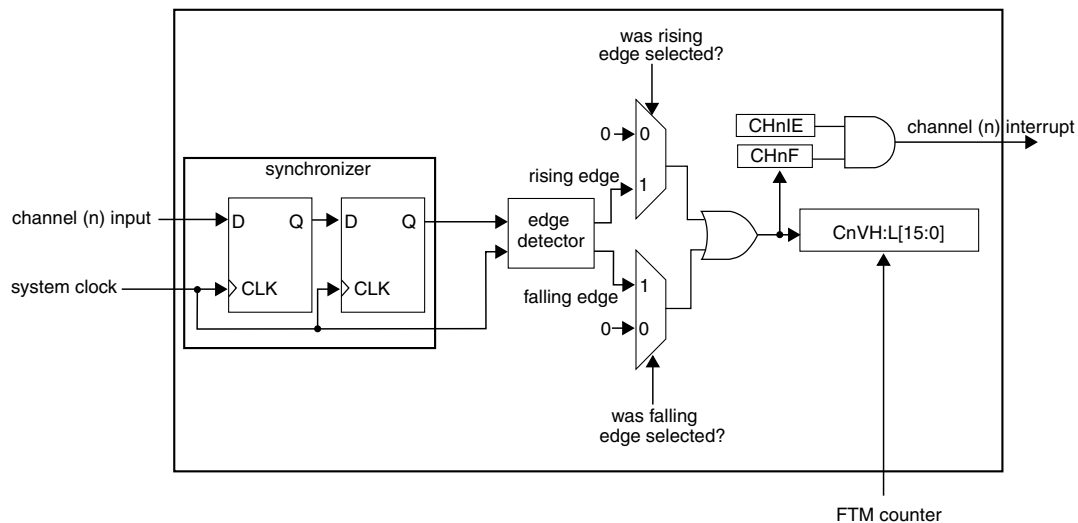 was rising
edge selected?
CHnIE
channel (n) interrupt
0
0
CHnF
synchronizer
rising edge
1
channel (n) input
D
Q
D
Q
edge
detector
CnVH:L[15:0]
system clock
CLK
CLK
falling edge
1
0
0
was falling
edge selected?
FTM counter